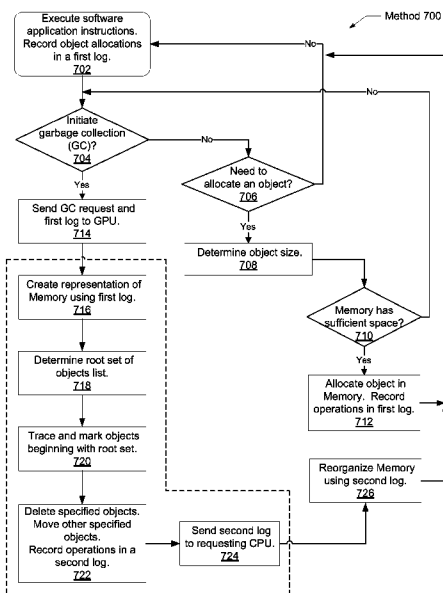 Method 700
Execute software
application instructions.
Record object allocations
in a first log.
702
No
No
Initiate
garbage collection
(GC)?
704
No
Yes
Need to
allocate an object?
706
Yes
Send GC request and
first log to GPU.
714
Determine object size.
708
Create representation of
Memory using first log.
716
Memory has
sufficient space?
710
Yes
Determine root set of
objects list.
718
Allocate object in
Memory. Record
operations in first log.
712
Trace and mark objects
beginning with root set.
720
Reorganize Memory
using second log.
726
Delete specified objects.
Move other specified
objects.
Record operations in a
second log.
722
Send second log
to requesting CPU.
724